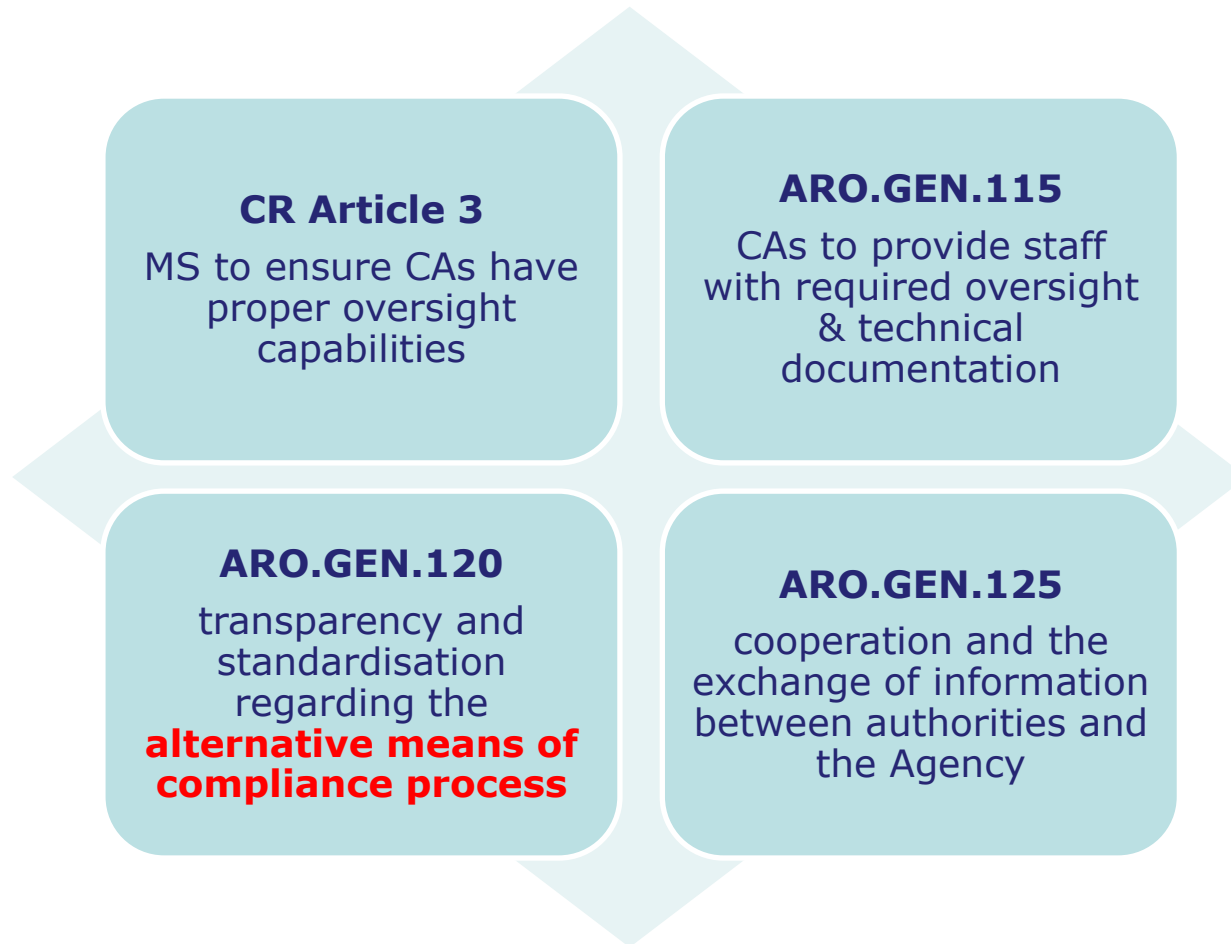 CR Article 3
MS to ensure CAs have
proper oversight
capabilities
ARO.GEN.115
CAs to provide staff
with required oversight
& technical
documentation
ARO.GEN.120
transparency and
standardisation
regarding the
alternative means of
compliance process
ARO.GEN.125
cooperation and the
exchange of information
between authorities and
the Agency